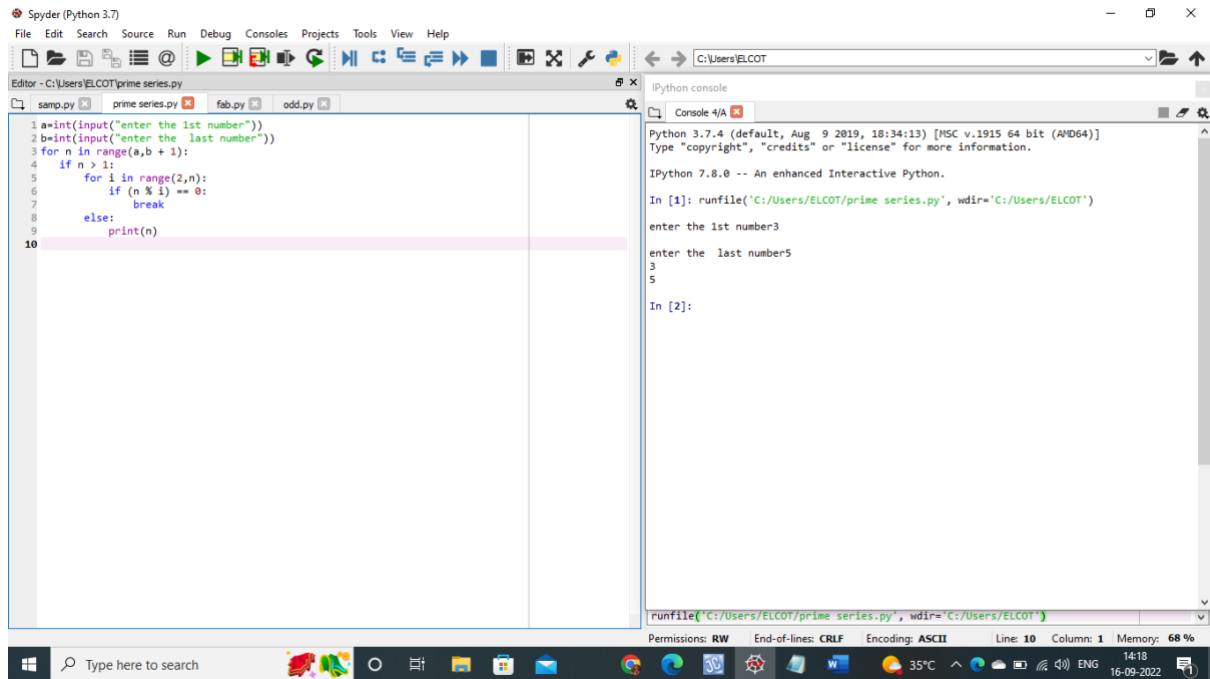 Spyder (Python 3.7)
File Edit Search Source Run Debug Consoles Projects Tools View Help
C:\Users\ELCOT
Editor - C:\Users\ELCOT\prime series.py
samp.py prime series.py fab.py odd.py
1 a=int(input("enter the 1st number"))
2 b=int(input("enter the  last number"))
3 for n in range(a,b + 1):
4    if n > 1:
5        for i in range(2,n):
6            if (n % i) == 0:
7                break
8        else:
9            print(n)
10
IPython console
Console 4/A
Python 3.7.4 (default, Aug  9 2019, 18:34:13) [MSC v.1915 64 bit (AMD64)]
Type "copyright", "credits" or "license" for more information.
IPython 7.8.0 -- An enhanced Interactive Python.
In [1]: runfile('C:/Users/ELCOT/prime series.py', wdir='C:/Users/ELCOT')
enter the 1st number3
enter the  last number5
3
5
In [2]:
runfile('C:/Users/ELCOT/prime series.py', wdir='C:/Users/ELCOT')
Permissions: RW End-of-lines: CRLF Encoding: ASCII Line: 10 Column: 1 Memory: 68 %
Type here to search
35°C ENG
14:18
16-09-2022